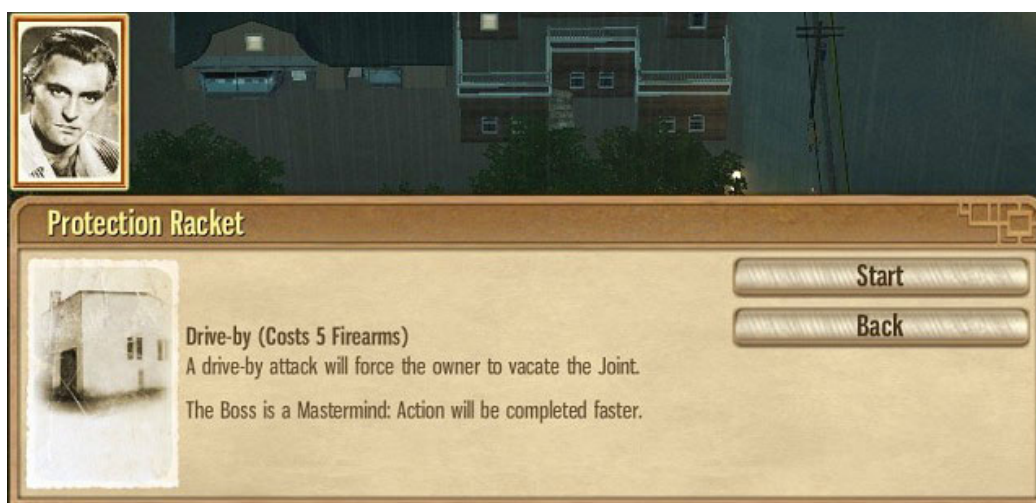 Protection Racket
Start
Back
Drive-by (Costs 5 Firearms)
A drive-by attack will force the owner to vacate the Joint.
The Boss is a Mastermind: Action will be completed faster.